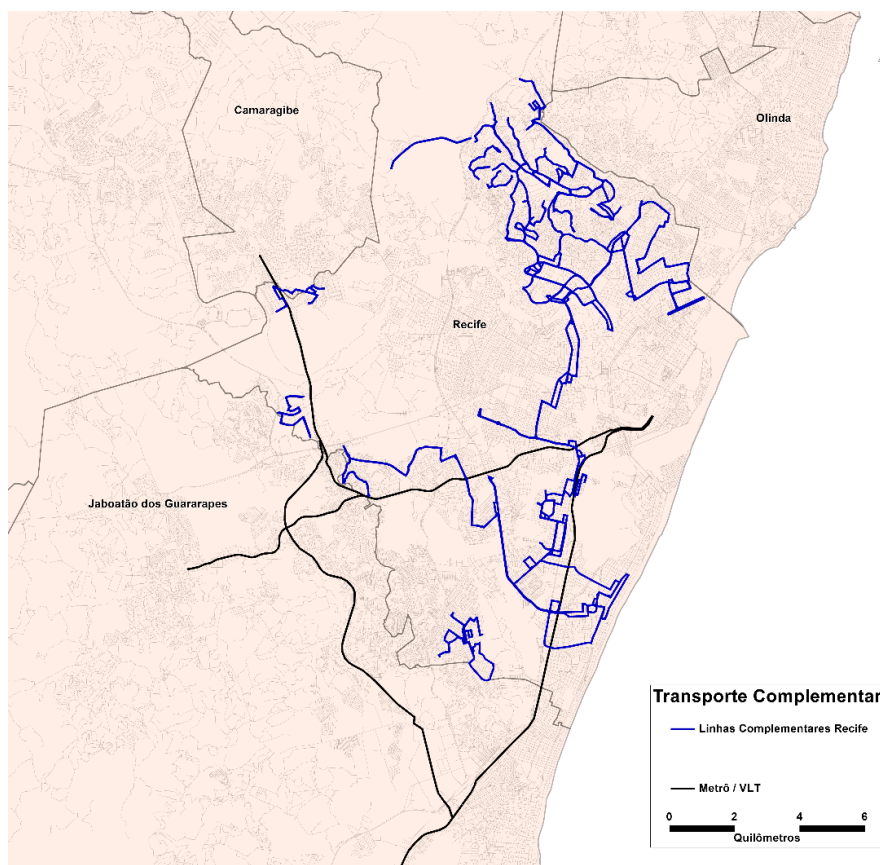 Camaragibe
Olinda
Recife
Jaboatão dos Guararapes
Transporte Complementar
Linhas Complementares Recife
Metrô / VLT
0 2 4 6
Quilômetros